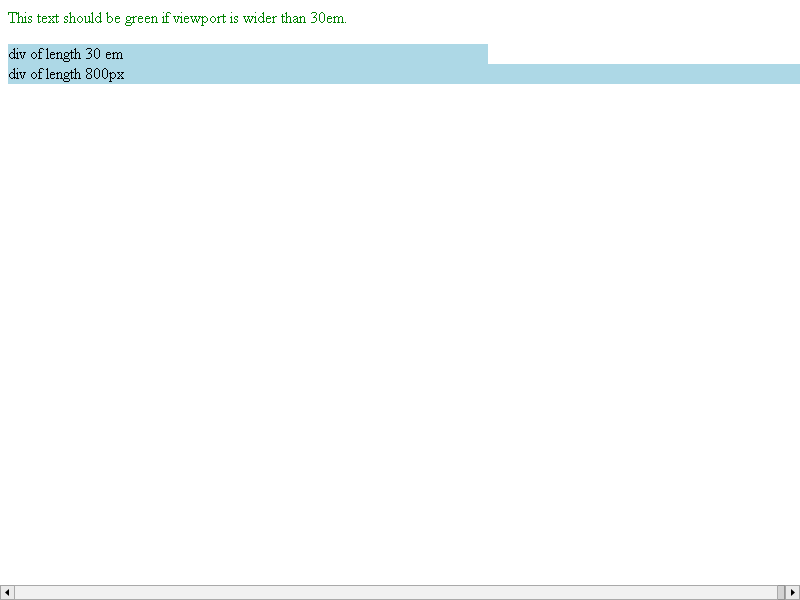 This text should be green if viewport is wider than 30em.
div of length 30 em
div of length 800px